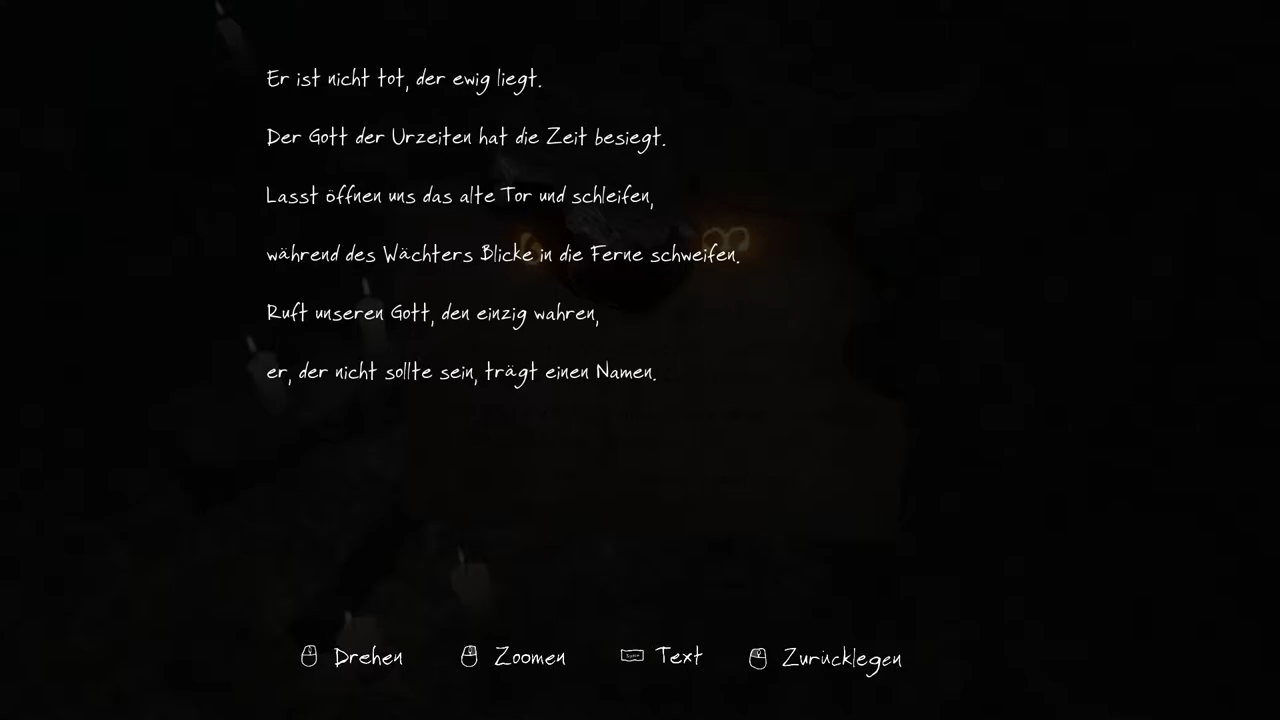 Er ist nicht tot, der ewig liegt.
Der Gott der Urzeiten hat die Zeit besiegt.
Lasst öffnen uns das alte Tor und schleifen,
während des Wächters Blicke in die Ferne schweifen.
Ruft unseren Gott, den einzig wahren,
er, der nicht sollte sein, trägt einen Namen.
Drehen Zoomen Text Zurücklegen